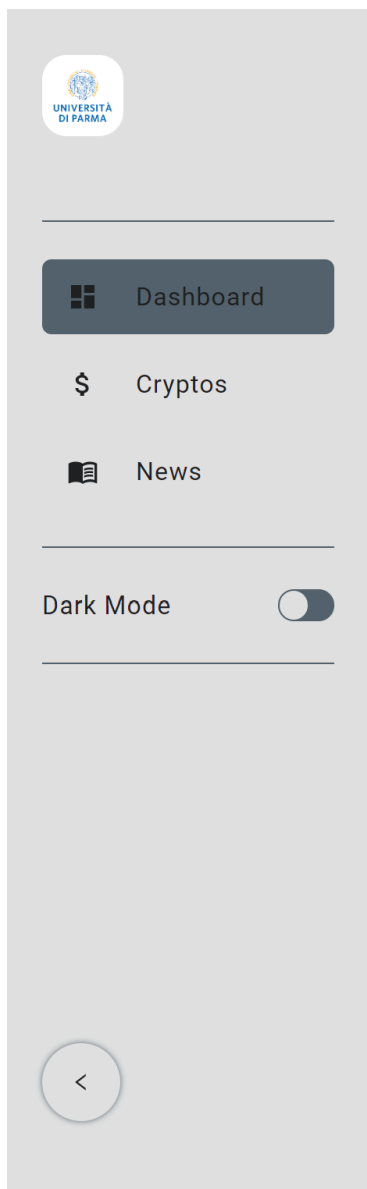 UNIVERSITÀ
DI PARMA
Dashboard
$ Cryptos
News
Dark Mode
<